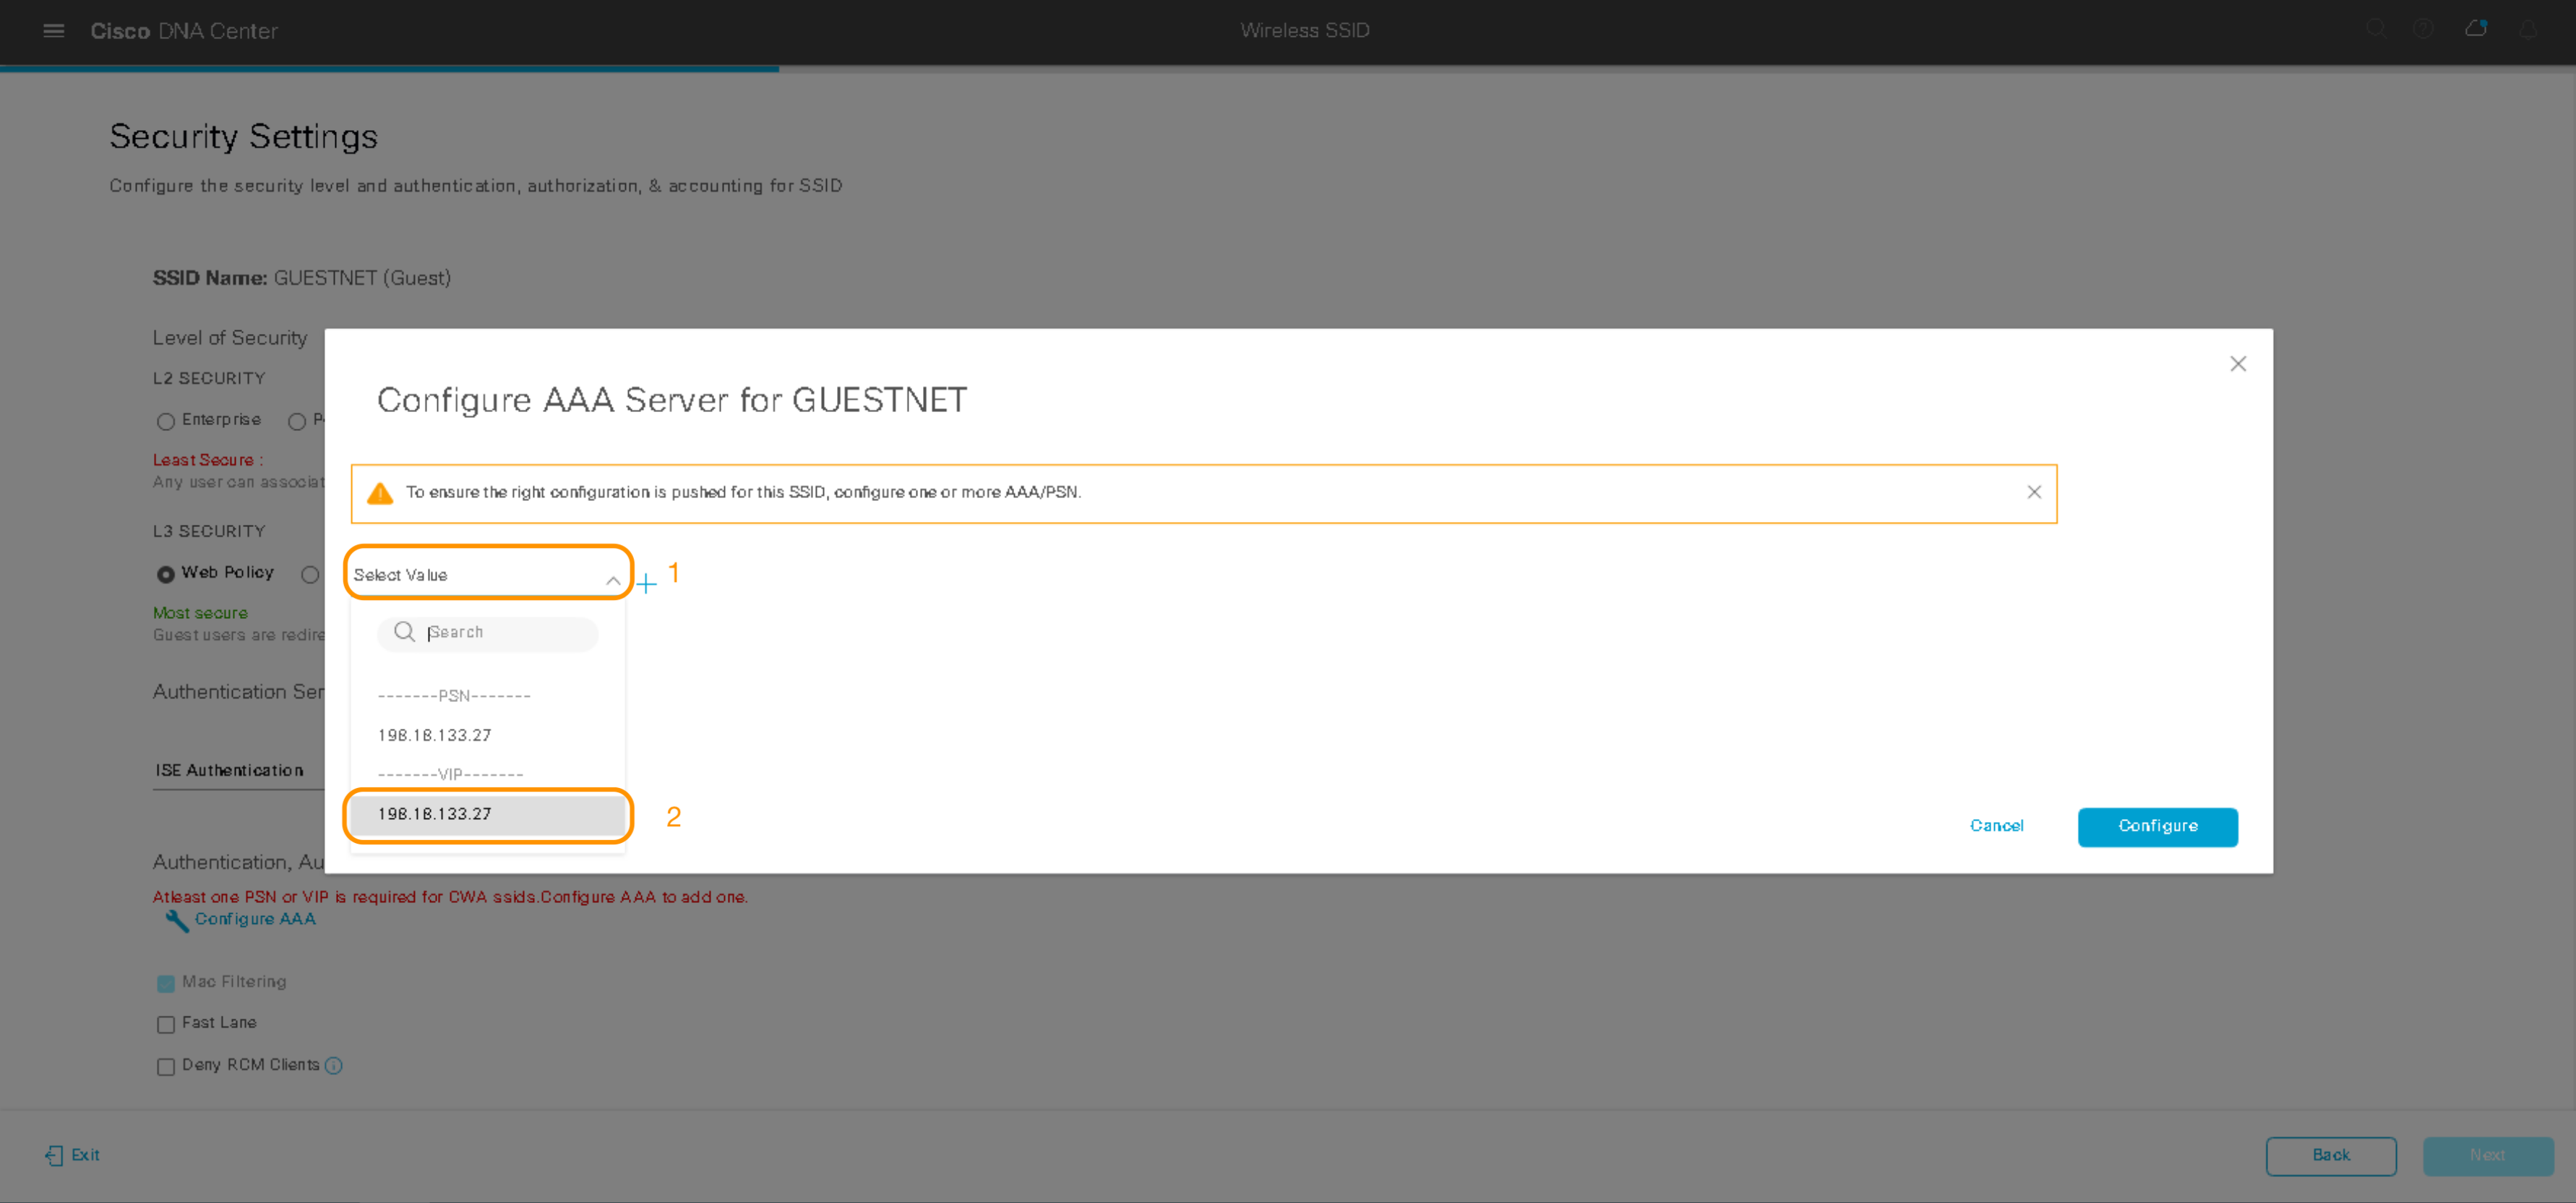 Cisco DNA Center
Wireless SSID
Security Settings
Configure the security level and authentication, authorization, & accounting for SSID
SSID Name: GUESTNET (Guest)
Level of Security
L2 SECURITY
Enterprise
Least Secure :
Any user can associat
L3 SECURITY
Web Policy
Most secure
Guest users are redire
Authentication Ser
ISE Authentication
Authentication, Au
Atleast one PSN or VIP is required for CWA ssids.Configure AAA to add one.
Configure AAA
Mac Filtering
Fast Lane
Deny RCM Clients
Configure AAA Server for GUESTNET
To ensure the right configuration is pushed for this SSID, configure one or more AAA/PSN.
Select Value
1
Search
-------PSN-------
198.18.133.27
-------VIP-------
198.18.133.27
2
Cancel
Configure
Exit
Back
Next